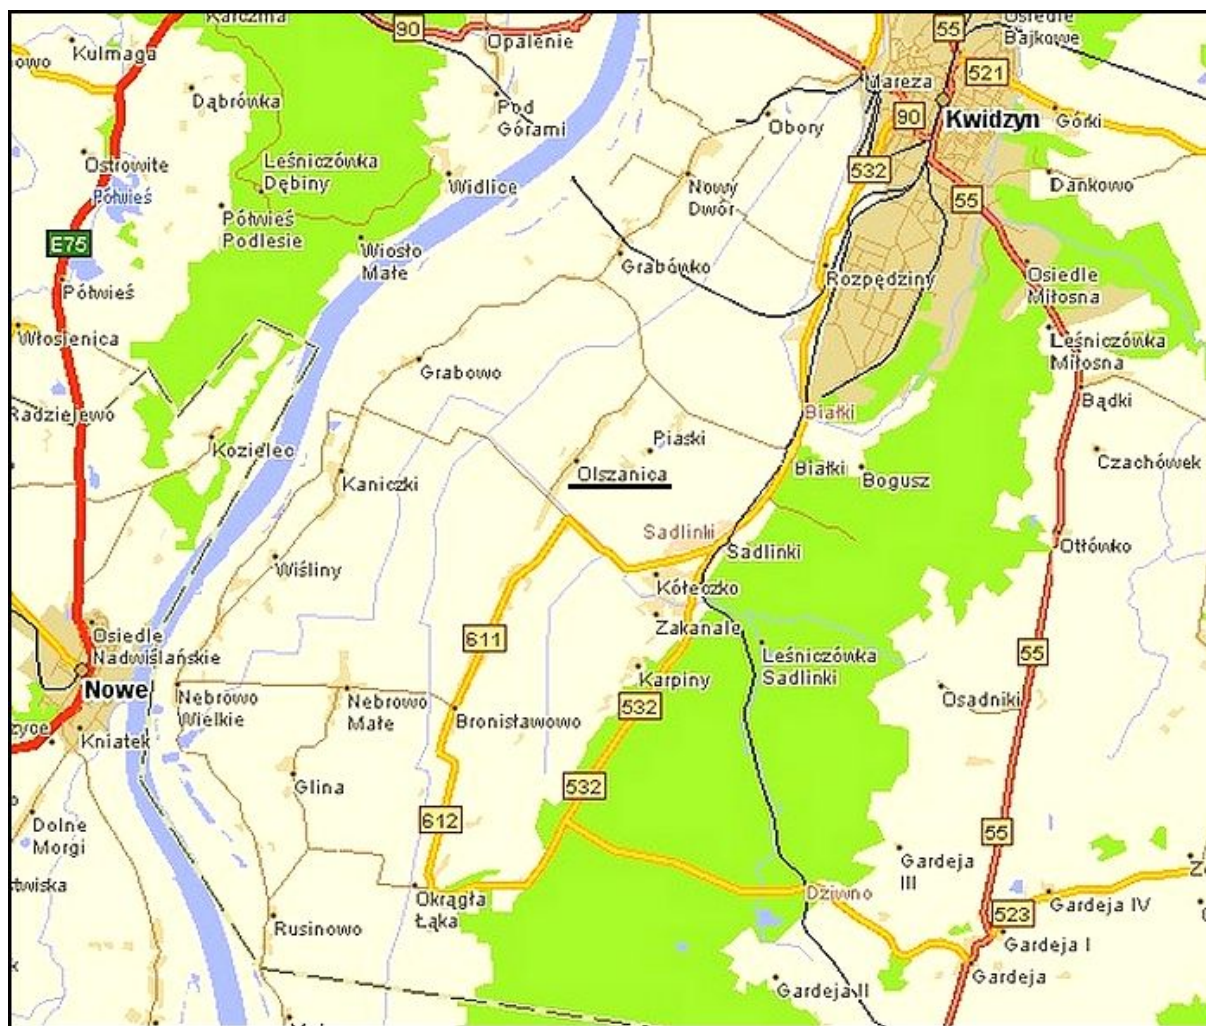 Karczma
90
Opalenie
55
Osiedle
Bajkowe
Kulmaga
owo
Mareza
521
Dąbrówka
Pod
Górami
Obory
90
Kwidzyn
Górki
Ostrowite
Półwieś
Leśniczówka
Dębiny
Widlice
532
Nowy
Dwór
55
Dankowo
Półwieś
Podlesie
E75
Wiosło
Małe
Grabówko
Rozpędziny
Osiedle
Miłosna
Półwieś
Włosienica
Leśniczówka
Miłosna
Grabowo
Bądki
Radziejewo
Białki
Kozielec
Piaski
Białki
Bogusz
Czachówek
Kaniczki
Olszanica
Sadlinki
Sadlinki
Otłówko
Wiśliny
Kółeczko
Zakanale
Osiedle
Nadwiślańskie
Nowe
611
Leśniczówka
Sadlinki
55
Karpiny
Nebrowo
Wielkie
Nebrowo
Małe
Bronisławowo
532
Osadniki
zyce
Kniatek
Glina
532
612
Dolne
Morgi
55
Gardeja
III
twiska
Okrągła
Łąka
Dziwno
Gardeja IV
523
Rusinowo
Gardeja I
Gardeja
Gardeja II